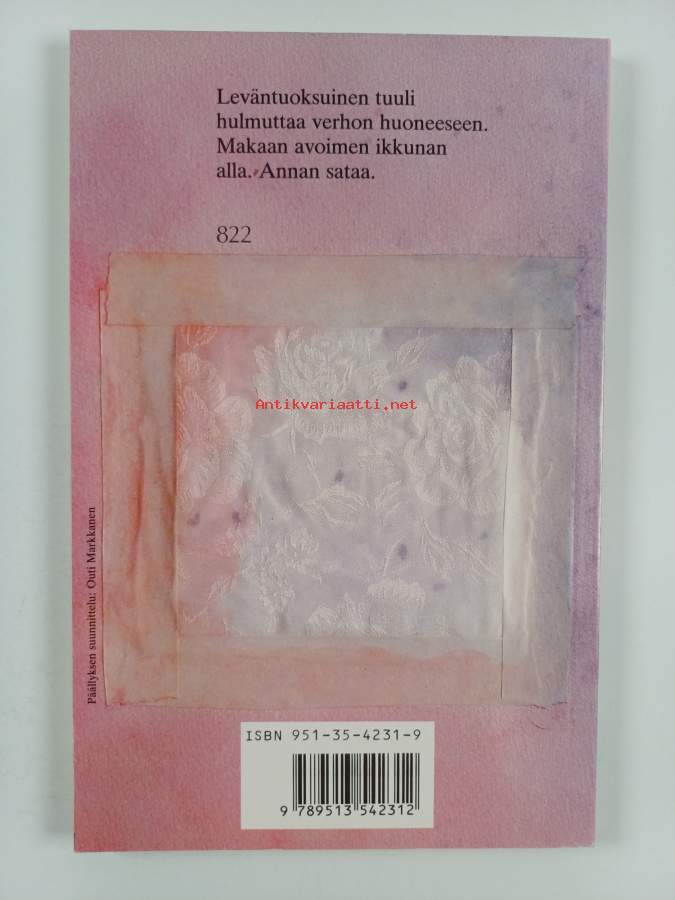 Leväntuoksuinen tuuli
hulmuttaa verhon huoneeseen.
Makaan avoimen ikkunan
alla. Annan sataa.
822
Antikvariaatti.net
Päällyksen suunnittelu: Outi Markkanen
ISBN 951-35-4231-9
9 789513 542312